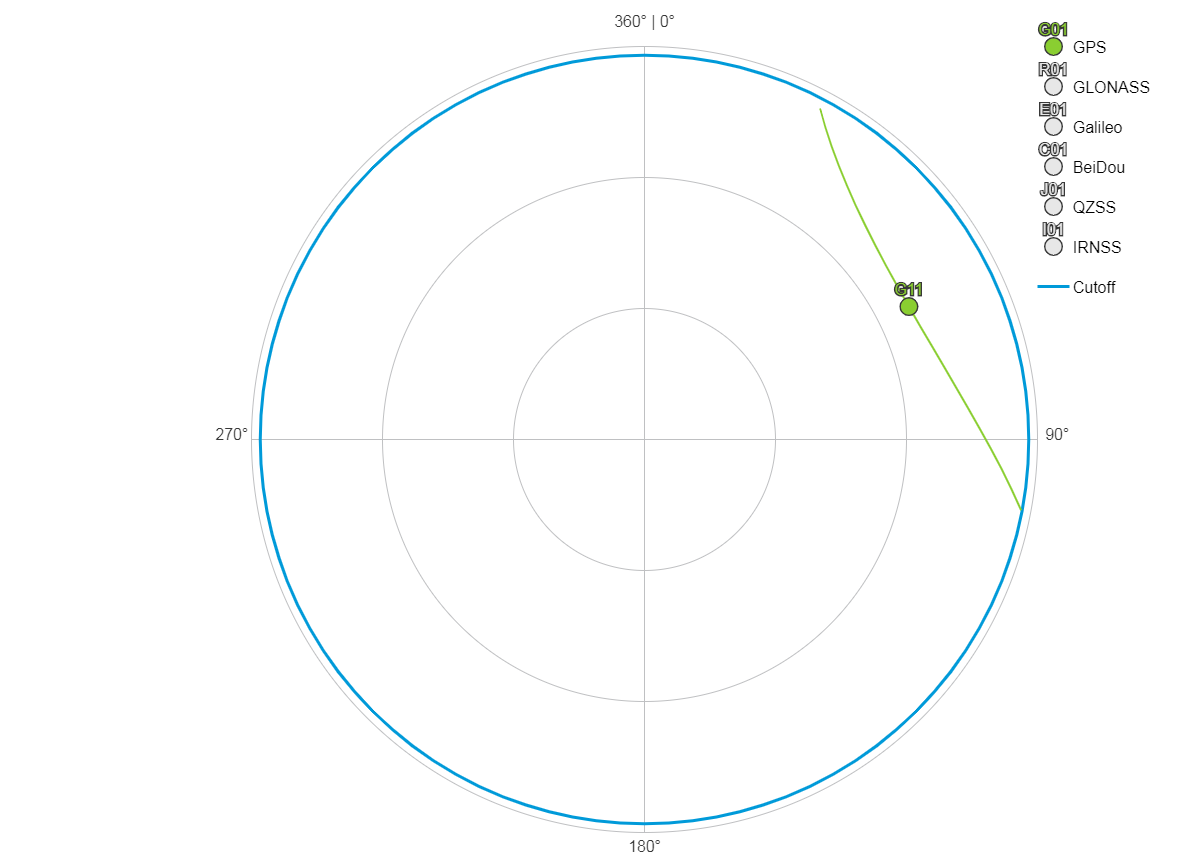 360° | 0°
G01
GPS
R01
GLONASS
E01
Galileo
C01
BeiDou
J01
QZSS
I01
IRNSS
Cutoff
G11
270°
90°
180°